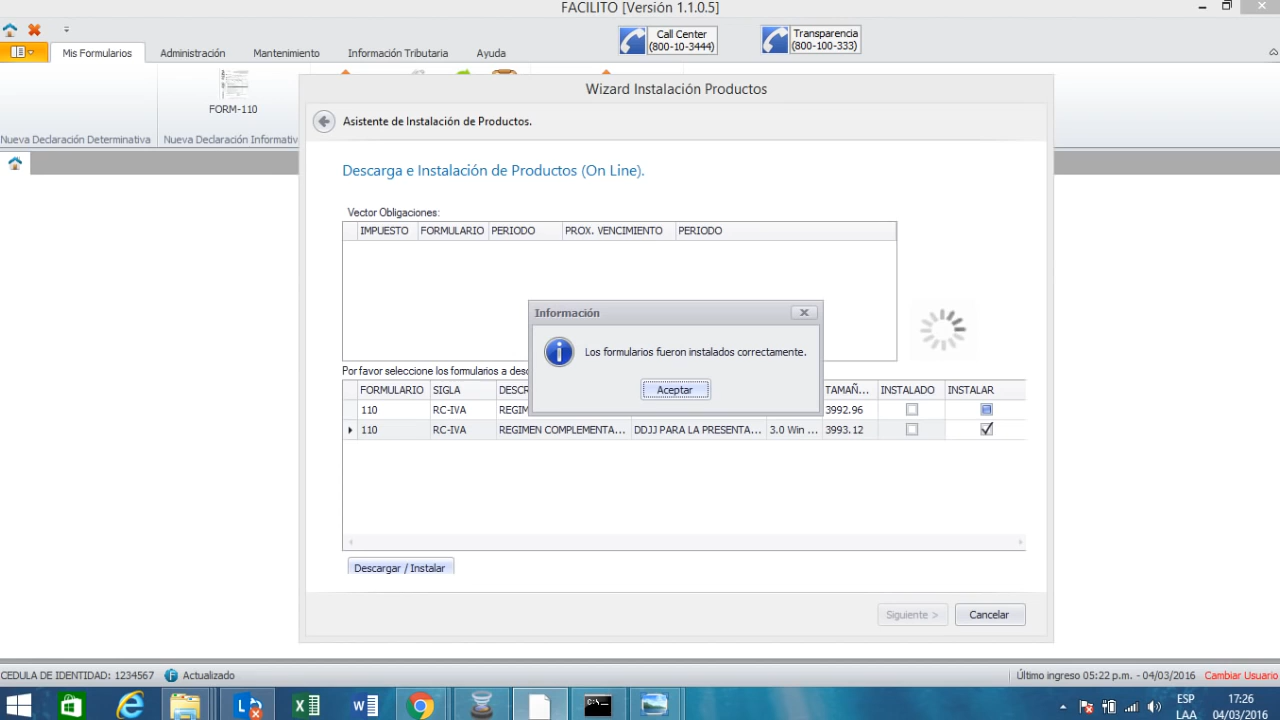 FACILITO [Versión 1.1.0.5]
Call Center
(800-10-3444)
Transparencia
(800-100-333)
Mis Formularios
Administración
Mantenimiento
Información Tributaria
Ayuda
FORM-110
Nueva Declaración Determinativa
Nueva Declaración Informativ
Wizard Instalación Productos
Asistente de Instalación de Productos.
Descarga e Instalación de Productos (On Line).
Vector Obligaciones:
IMPUESTO FORMULARIO PERIODO PROX. VENCIMIENTO PERIODO
Información
Los formularios fueron instalados correctamente.
Aceptar
Por favor seleccione los formularios a desc
FORMULARIO SIGLA DESCR TAMAÑ... INSTALADO INSTALAR
110 RC-IVA REGIM 3992.96
110 RC-IVA REGIMEN COMPLEMENTA... DDJJ PARA LA PRESENTA... 3.0 Win ... 3993.12
Descargar / Instalar
Siguiente >
Cancelar
CEDULA DE IDENTIDAD: 1234567
Actualizado
Último ingreso 05:22 p.m. - 04/03/2016
Cambiar Usuario
ESP
LAA
17:26
04/03/2016